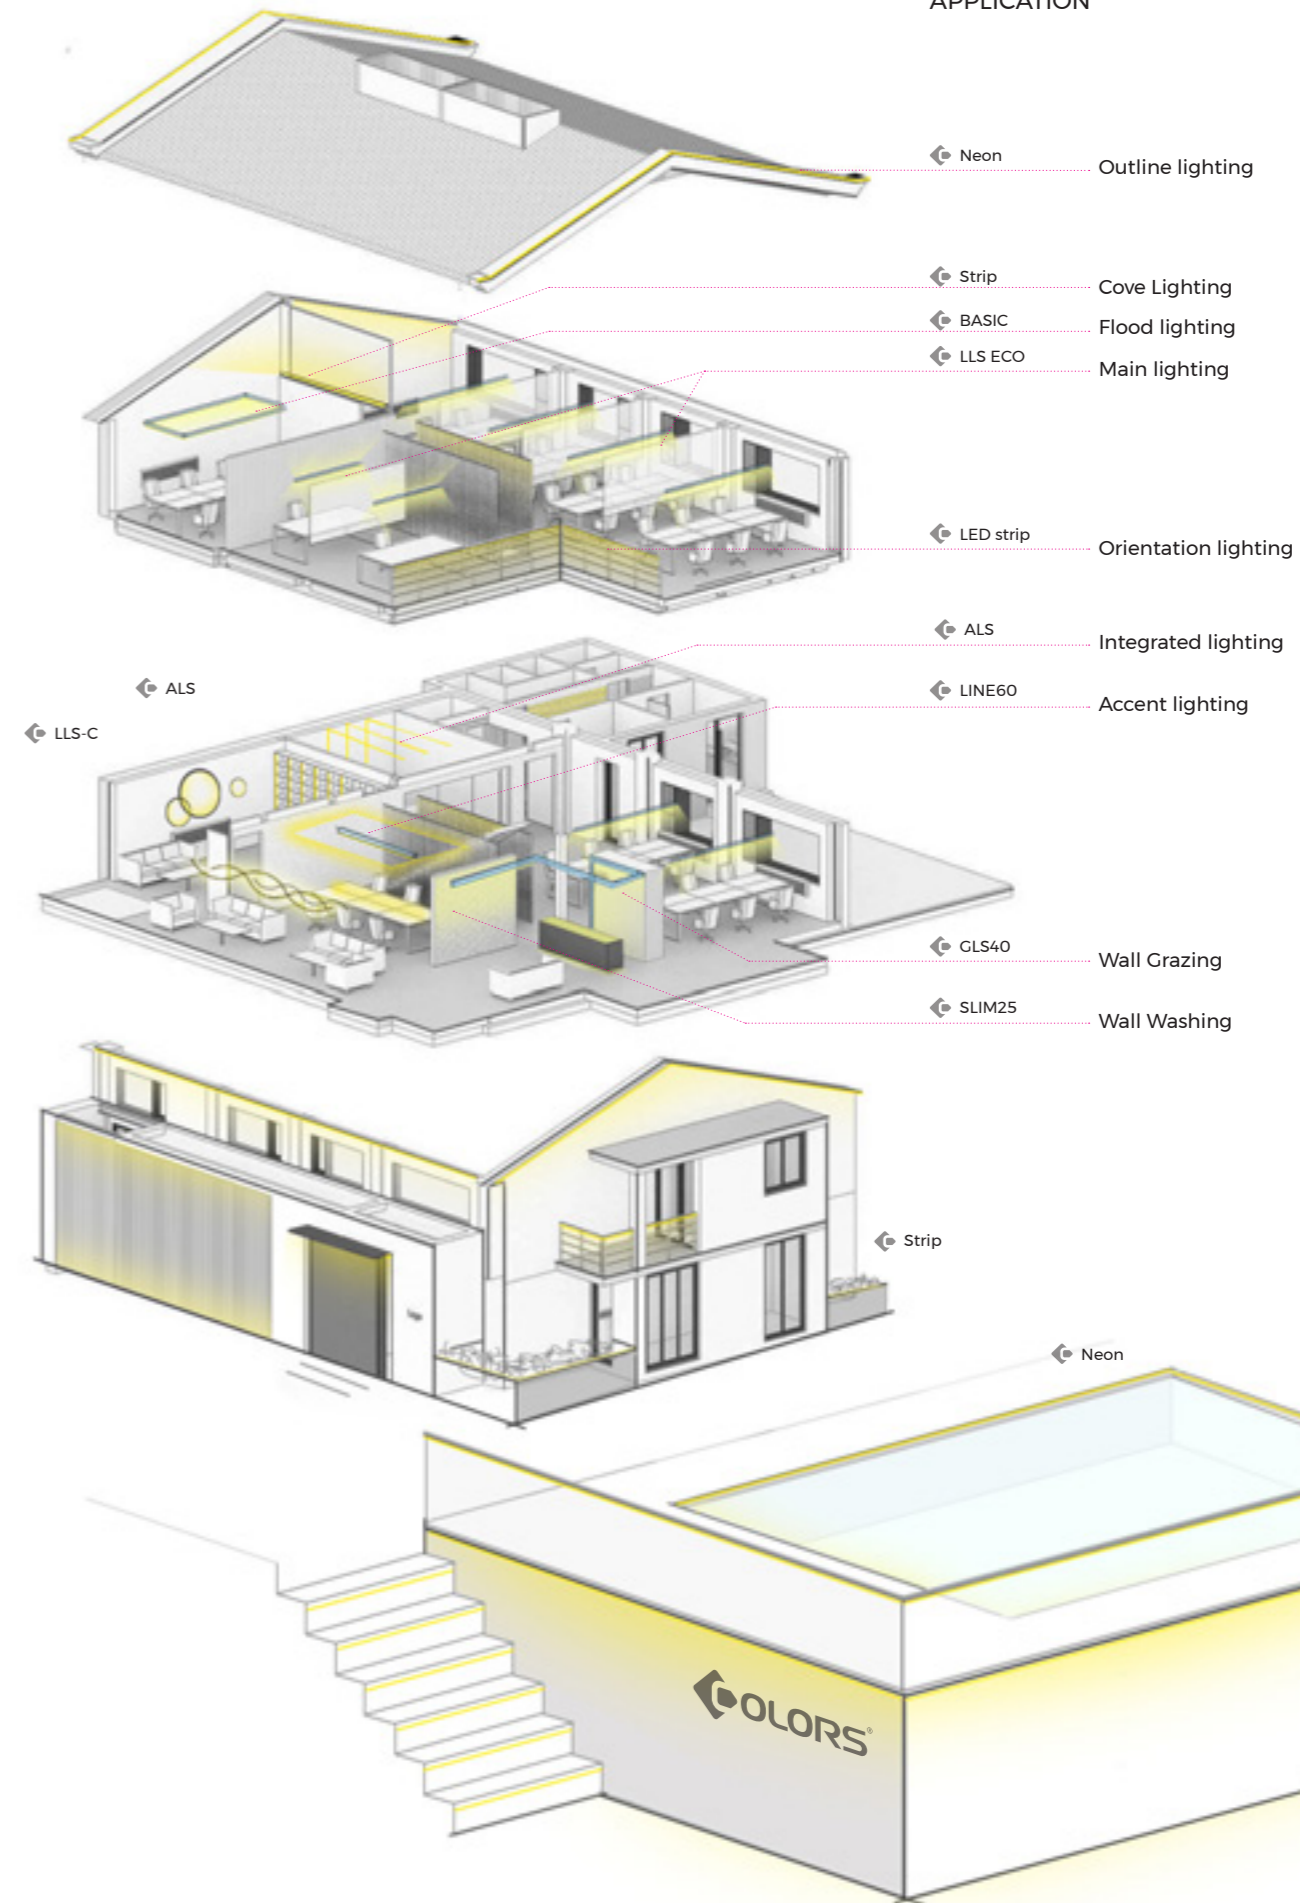 APPLICATION
Neon
Outline lighting
Strip
Cove Lighting
BASIC
Flood lighting
LLS ECO
Main lighting
LED strip
Orientation lighting
ALS
Integrated lighting
ALS
LINE60
Accent lighting
LLS-C
GLS40
Wall Grazing
SLIM25
Wall Washing
Strip
Neon
COLORS®